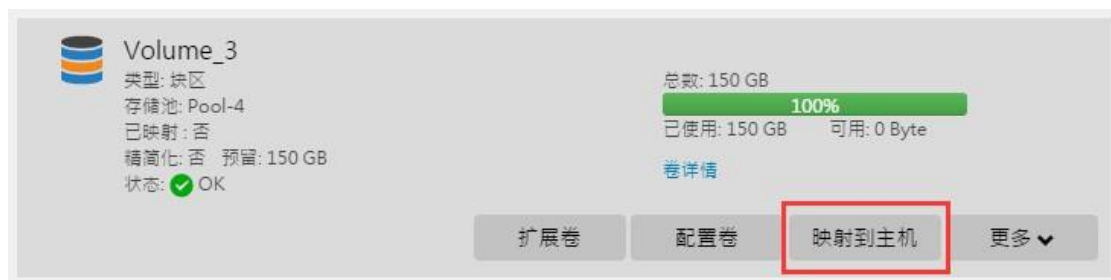 Volume_3
类型: 块区
存储池: Pool-4
已映射 : 否
精简化: 否 预留: 150 GB
状态: OK
总数: 150 GB
100%
已使用: 150 GB 可用: 0 Byte
卷详情
扩展卷 配置卷 映射到主机 更多